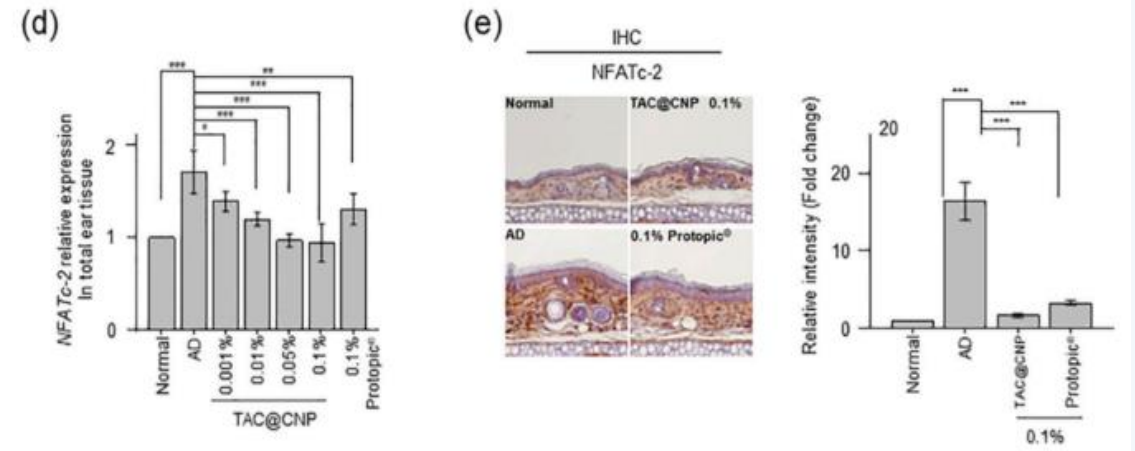 (d)
###
##
###
###
###
#
NFATc-2 relative expression
In total ear tissue
2
1
0
Normal
AD
0.001%
0.01%
0.05%
0.1%
0.1%
Protopic®
TAC@CNP
(e)
IHC
NFATc-2
Normal
TAC@CNP 0.1%
AD
0.1% Protopic®
Relative intensity (Fold change)
20
20
10
0
***
***
***
Normal
AD
TAC@CNP
Protopic®
0.1%